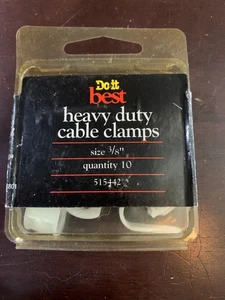 Do it
best
heavy duty
cable clamps
size 3/8"
quantity 10
515442